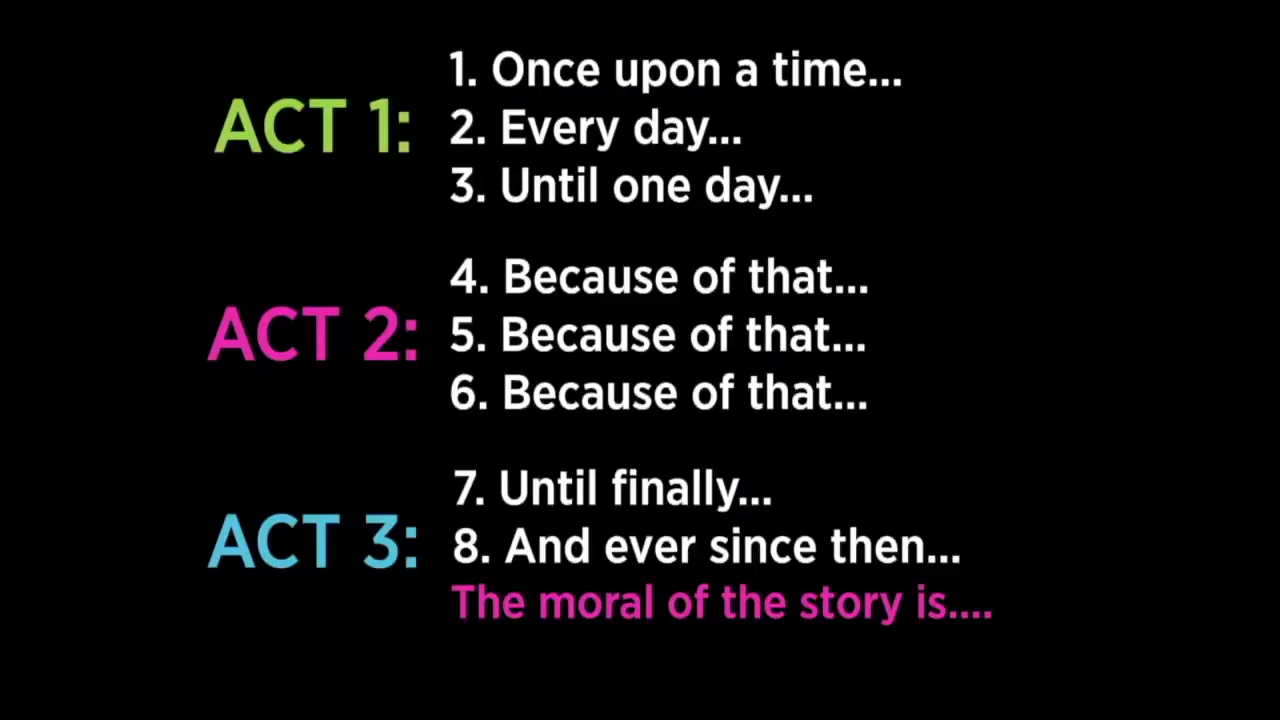 ACT 1:
1. Once upon a time...
2. Every day...
3. Until one day...
ACT 2:
4. Because of that...
5. Because of that...
6. Because of that...
ACT 3:
7. Until finally...
8. And ever since then...
The moral of the story is....